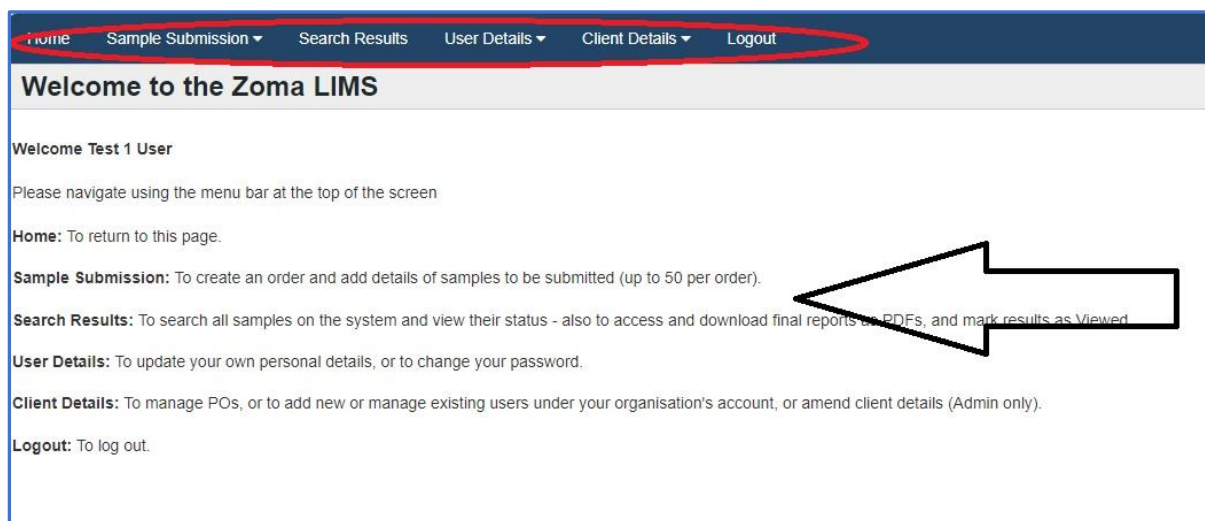 Home Sample Submission Search Results User Details Client Details Logout
Welcome to the Zoma LIMS
Welcome Test 1 User
Please navigate using the menu bar at the top of the screen
Home: To return to this page.
Sample Submission: To create an order and add details of samples to be submitted (up to 50 per order).
Search Results: To search all samples on the system and view their status - also to access and download final reports as PDFs, and mark results as Viewed
User Details: To update your own personal details, or to change your password.
Client Details: To manage POs, or to add new or manage existing users under your organisation's account, or amend client details (Admin only).
Logout: To log out.